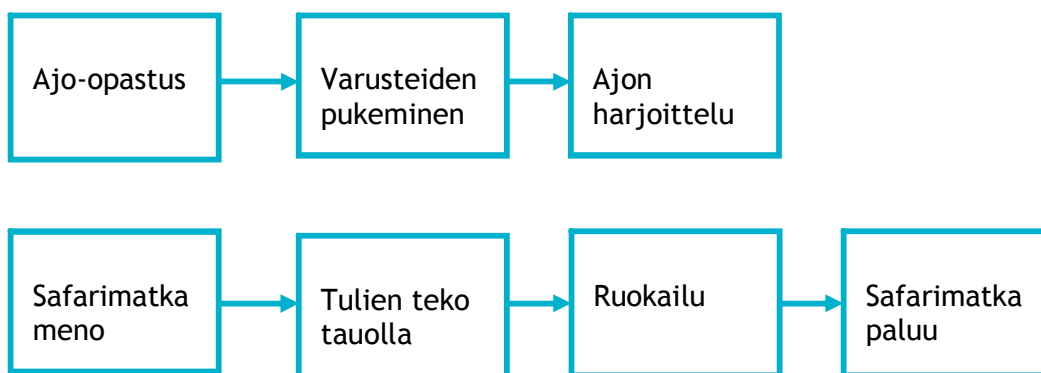 Ajo-opastus
Varusteiden
pukeminen
Ajon
harjoittelu
Safarimatka
meno
Tulien teko
tauolla
Ruokailu
Safarimatka
paluu